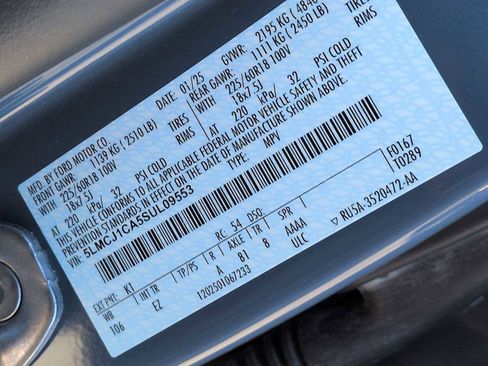 MFD. BY FORD MOTOR CO.
DATE: 01/25 GVWR: 2195 KG ( 4840
FRONT GAWR: 1139 KG ( 2510 LB) REAR GAWR: 1111 KG ( 2450 LB)
WITH 225/60R18 100V TIRES WITH 225/60R18 100V TIRES
18x7.5J RIMS 18x7.5J RIMS
AT 220 kPa/ 32 PSI COLD AT 220 kPa/ 32 PSI COLD
THIS VEHICLE CONFORMS TO ALL APPLICABLE FEDERAL MOTOR VEHICLE SAFETY AND THEFT
PREVENTION STANDARDS IN EFFECT ON THE DATE OF MANUFACTURE SHOWN ABOVE.
VIN: 5LMCJ1CA5SUL09553 TYPE: MPV
F0167
T0289
EXT PNT: K1 RC: 54 DSO:
WB INT TR TP/PS R AXLE TR SPR
106 EZ A 81 8 AAAA
1202501067233 ULC RU5A-3520472-AA